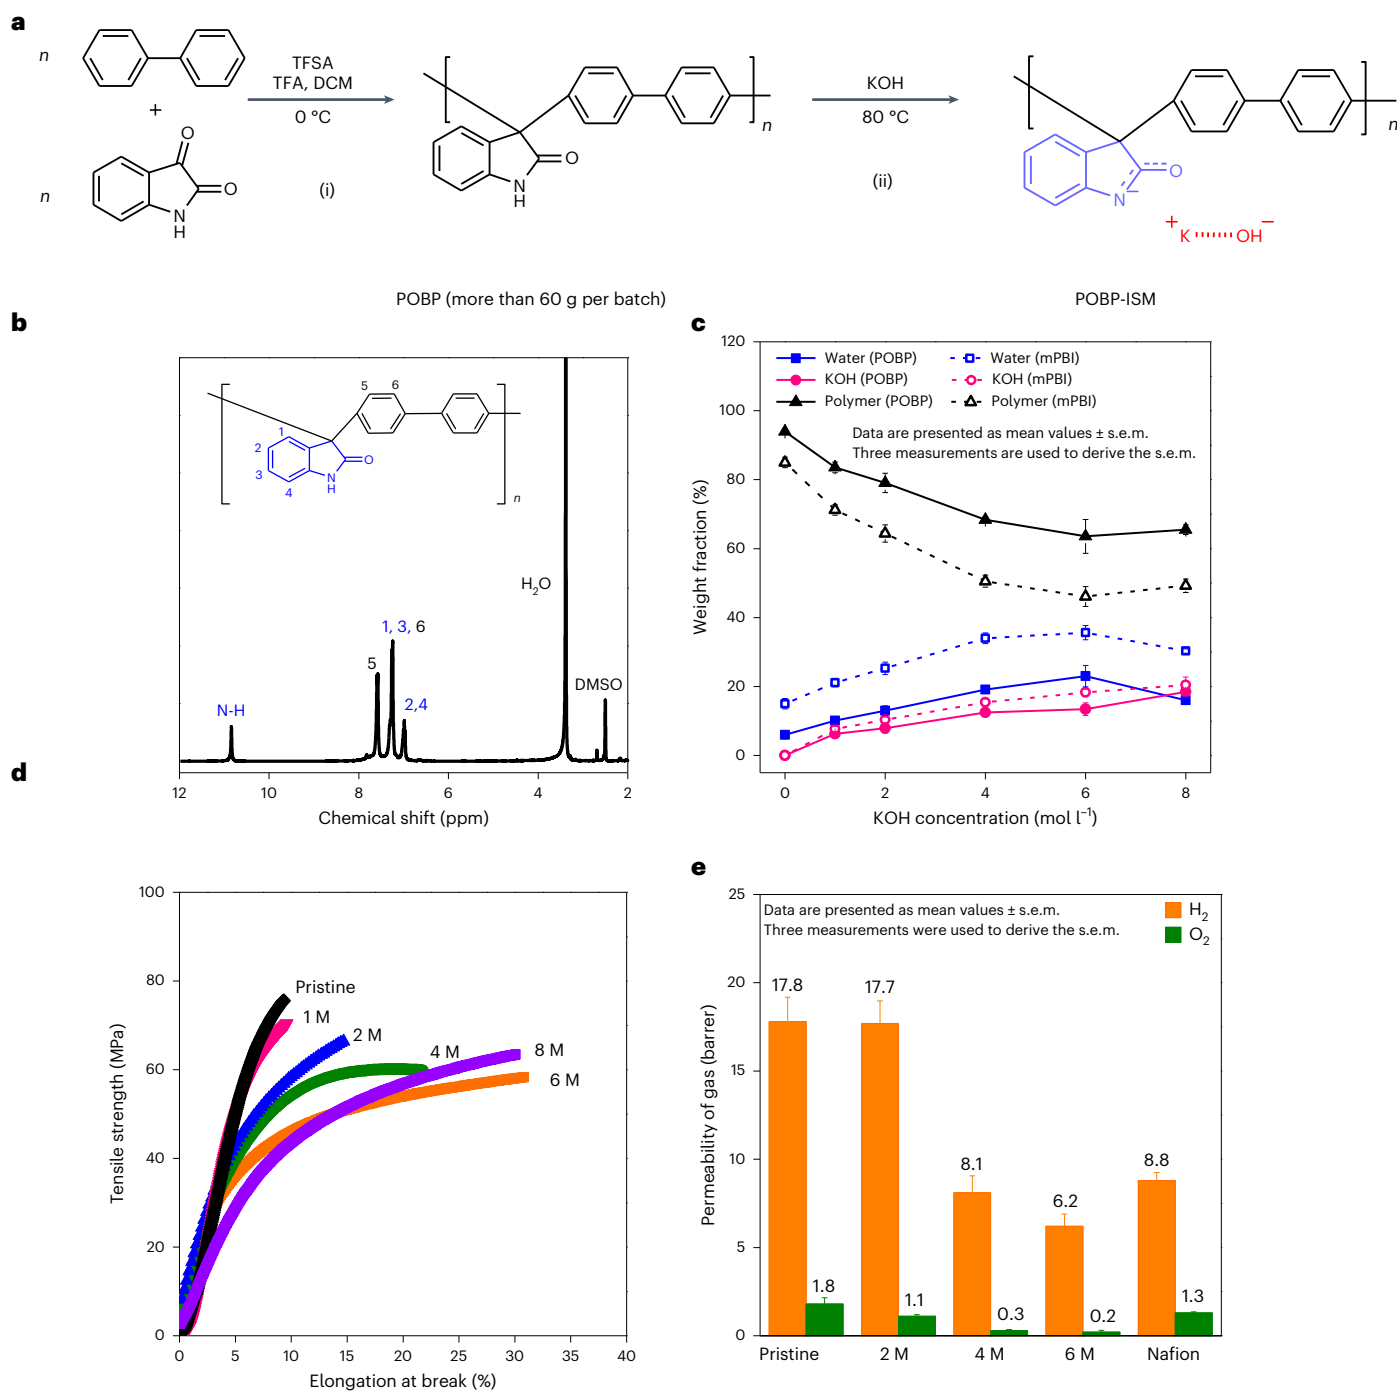 a
n
+
O
O
N
H
n
TFSA
TFA, DCM
0 °C
(i)
O
N
H
n
KOH
80 °C
(ii)
O
N
−
n
+
K
OH
−
POBP (more than 60 g per batch)
POBP-ISM
b
5
6
1
2
3
4
O
N
H
n
H2O
1, 3, 6
5
2,4
N-H
DMSO
12
10
8
6
4
2
Chemical shift (ppm)
c
120
100
80
60
40
20
0
Weight fraction (%)
Water (POBP)
Water (mPBI)
KOH (POBP)
KOH (mPBI)
Polymer (POBP)
Polymer (mPBI)
Data are presented as mean values ± s.e.m.
Three measurements are used to derive the s.e.m.
0
2
4
6
8
KOH concentration (mol l−1)
d
100
80
60
40
20
0
Tensile strength (MPa)
Pristine
1 M
2 M
4 M
8 M
6 M
0
5
10
15
20
25
30
35
40
Elongation at break (%)
e
25
20
15
10
5
0
Permeability of gas (barrer)
Data are presented as mean values ± s.e.m.
Three measurements were used to derive the s.e.m.
H2
O2
17.8
1.8
17.7
1.1
8.1
0.3
6.2
0.2
8.8
1.3
Pristine
2 M
4 M
6 M
Nafion